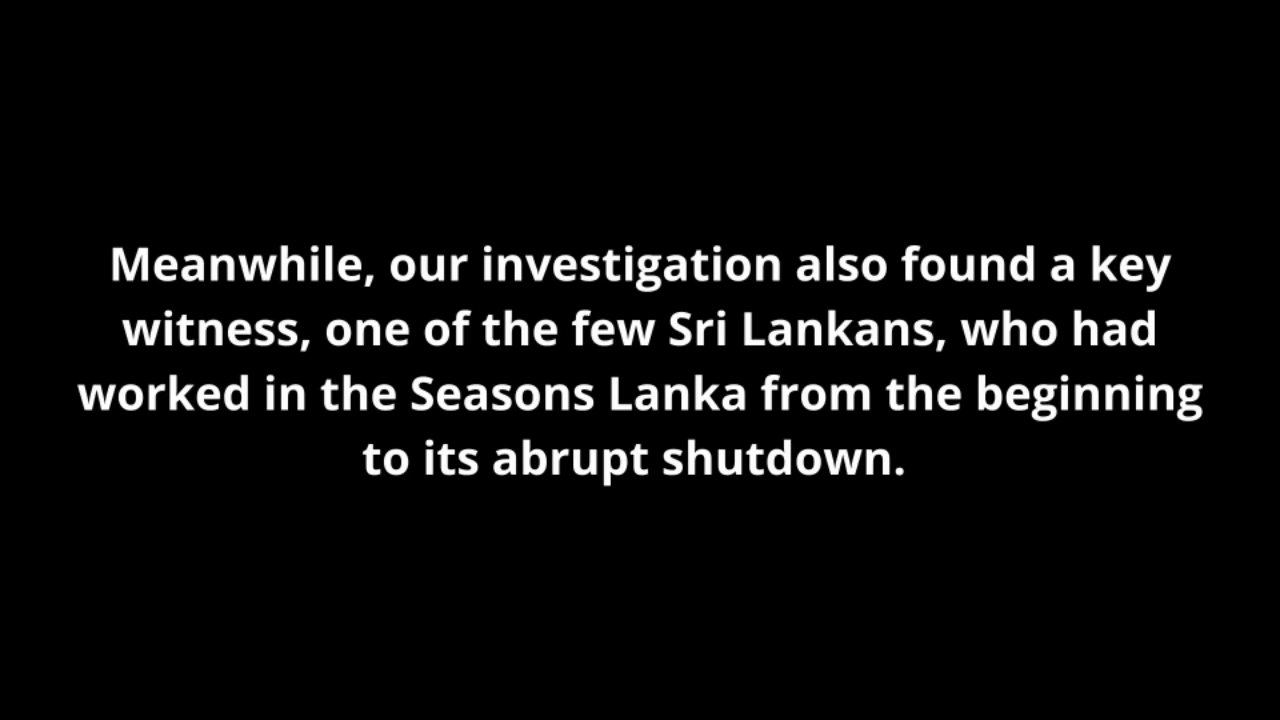 Meanwhile, our investigation also found a key
witness, one of the few Sri Lankans, who had
worked in the Seasons Lanka from the beginning
to its abrupt shutdown.